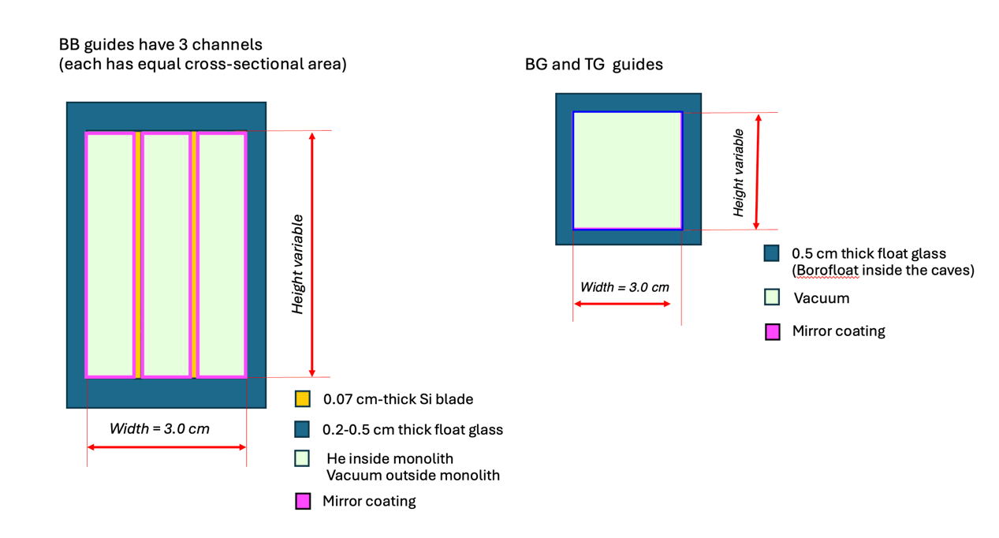 BB guides have 3 channels
(each has equal cross-sectional area)
Height variable
Width = 3.0 cm
0.07 cm-thick Si blade
0.2-0.5 cm thick float glass
He inside monolith
Vacuum outside monolith
Mirror coating
BG and TG  guides
Height variable
Width = 3.0 cm
0.5 cm thick float glass
(Borofloat inside the caves)
Vacuum
Mirror coating